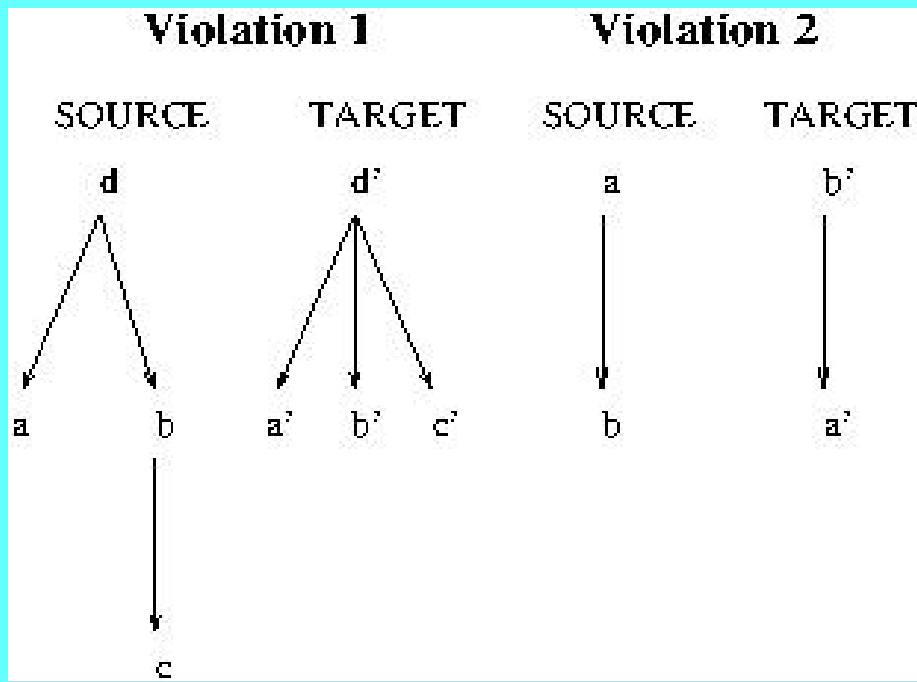 Violation 1 Violation 2
SOURCE TARGET SOURCE TARGET
d d’ a b’
a b a’ b’ c’ b a’
c